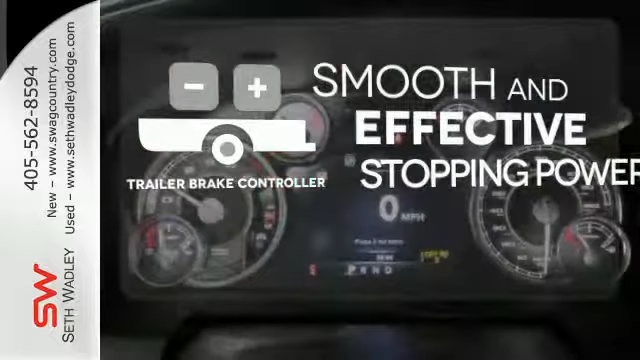 405-562-8594
New – www.swagcountry.com
Used – www.sethwadleydodge.com
SW
SETH WADLEY
- +
TRAILER BRAKE CONTROLLER
SMOOTH AND
EFFECTIVE
STOPPING POWER
0 MPH
P R N D